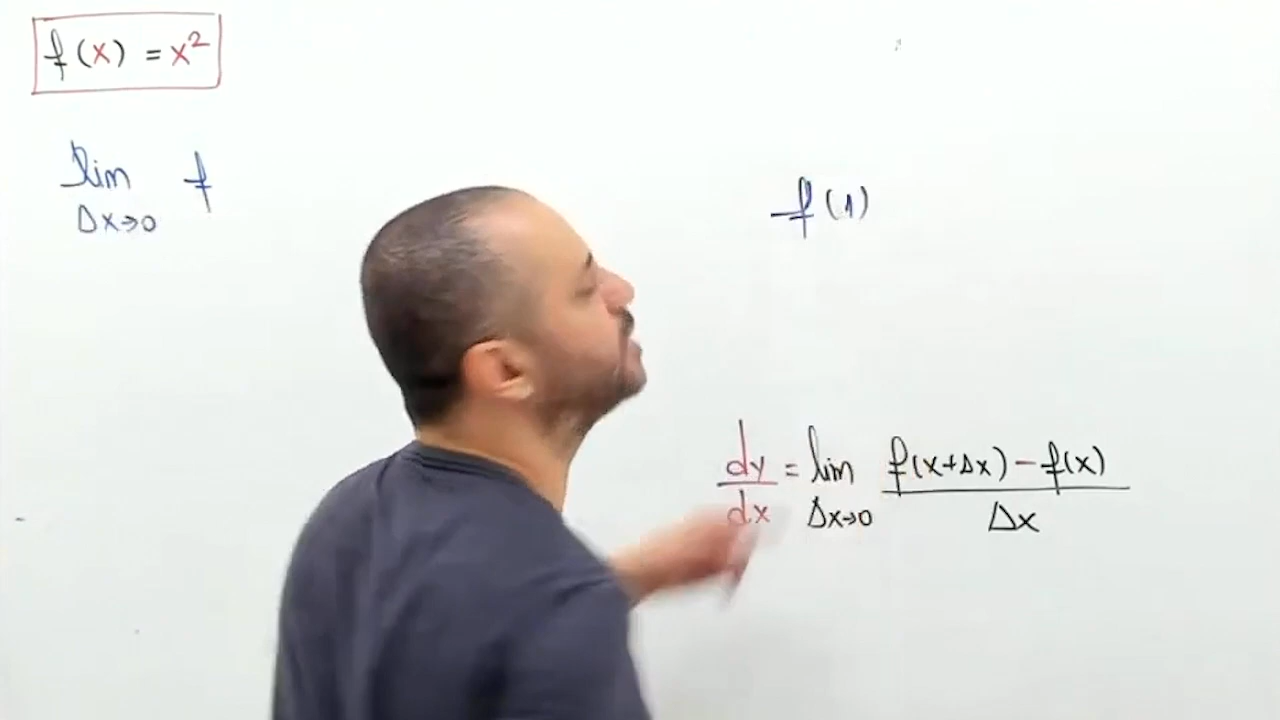 f(x) = x²
lim f
Δx→0
f(1)
dy/dx = lim Δx→0 (f(x+Δx) - f(x))/Δx